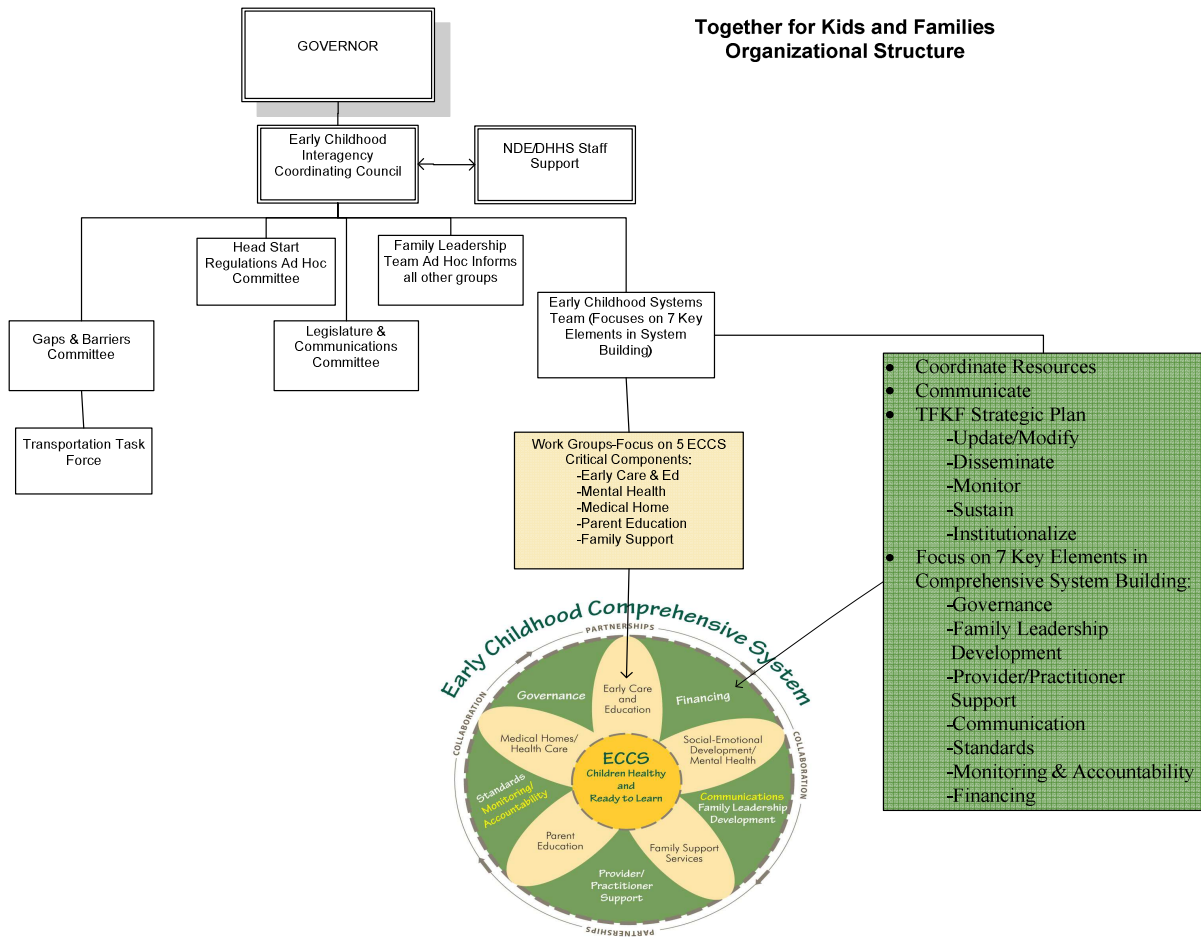 Together for Kids and Families
Organizational Structure
GOVERNOR
Early Childhood
Interagency
Coordinating Council
NDE/DHHS Staff
Support
Head Start
Regulations Ad Hoc
Committee
Family Leadership
Team Ad Hoc Informs
all other groups
Gaps & Barriers
Committee
Legislature &
Communications
Committee
Early Childhood Systems
Team (Focuses on 7 Key
Elements in System
Building)
Transportation Task
Force
Work Groups-Focus on 5 ECCS
Critical Components:
-Early Care & Ed
-Mental Health
-Medical Home
-Parent Education
-Family Support
• Coordinate Resources
• Communicate
• TFKF Strategic Plan
-Update/Modify
-Disseminate
-Monitor
-Sustain
-Institutionalize
• Focus on 7 Key Elements in
Comprehensive System Building:
-Governance
-Family Leadership
Development
-Provider/Practitioner
Support
-Communication
-Standards
-Monitoring & Accountability
-Financing
Early Childhood Comprehensive System
PARTNERSHIPS
COLLABORATION
COLLABORATION
PARTNERSHIPS
Governance
Early Care
and
Education
Financing
Medical Homes/
Health Care
Social-Emotional
Development/
Mental Health
ECCS
Children Healthy
and
Ready to Learn
Standards
Monitoring/
Accountability
Communications
Family Leadership
Development
Parent
Education
Family Support
Services
Provider/
Practitioner
Support